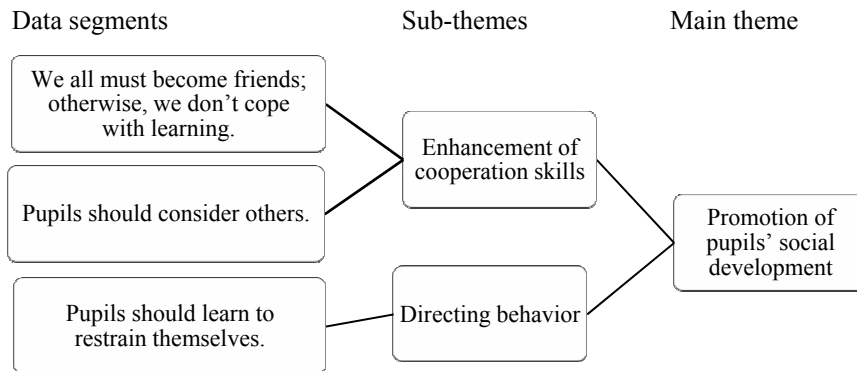 Data segments
Sub-themes
Main theme
We all must become friends;
otherwise, we don’t cope
with learning.
Pupils should consider others.
Pupils should learn to
restrain themselves.
Enhancement of
cooperation skills
Directing behavior
Promotion of
pupils’ social
development